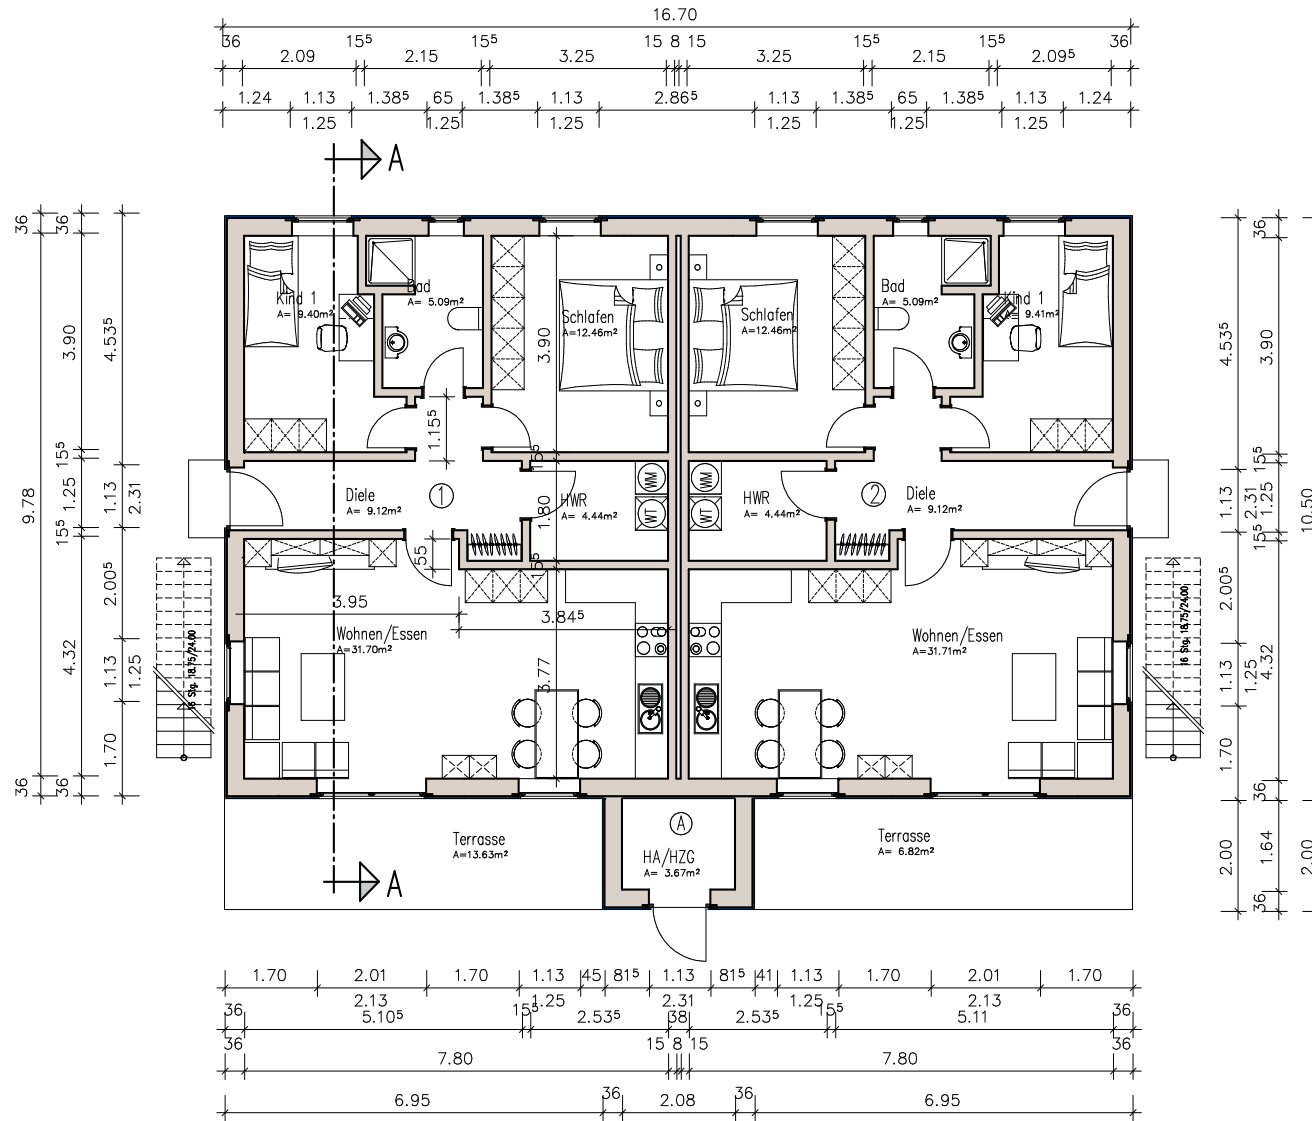 16.70
36 15⁵ 15⁵ 15 8 15 15⁵ 15⁵ 36
2.09 2.15 3.25 3.25 2.15 2.09⁵
1.24 1.13 1.38⁵ 65 1.38⁵ 1.13 2.86⁵ 1.13 1.38⁵ 65 1.38⁵ 1.13 1.24
1.25 1.25 1.25 1.25 1.25 1.25
A
36 36 3.90 4.53⁵
9.78 15⁵ 1.25 1.13 2.31
15⁵ 2.00⁵
4.32 1.13 1.25
1.70
36 36
Kind 1
A= 9.40m²
Bad
A= 5.09m²
Schlafen
A=12.46m²
Schlafen
A=12.46m²
Bad
A= 5.09m²
Kind 1
A= 9.41m²
3.90
1.15⁵
15⁵
Diele
A= 9.12m²
1
HWR
A= 4.44m²
1.80
WM
WT
WM
WT
HWR
A= 4.44m²
2
Diele
A= 9.12m²
55
15⁵
3.95
3.84⁵
3.77
Wohnen/Essen
A=31.70m²
Wohnen/Essen
A=31.71m²
16 Stg. 18.75/24.00
16 Stg. 18.75/24.00
36
4.53⁵ 3.90
15⁵
1.13 2.31 1.25 10.50
15⁵
2.00⁵
1.13 1.25 4.32
1.70
36
2.00 1.64 2.00
36
Terrasse
A=13.63m²
A
HA/HZG
A= 3.67m²
Terrasse
A= 6.82m²
A
1.70 2.01 1.70 1.13 45 81⁵ 1.13 81⁵ 41 1.13 1.70 2.01 1.70
2.13 1.25 2.31 1.25 2.13
36 5.10⁵ 15⁵ 2.53⁵ 38 2.53⁵ 15⁵ 5.11 36
36 7.80 15 8 15 7.80 36
6.95 36 2.08 36 6.95